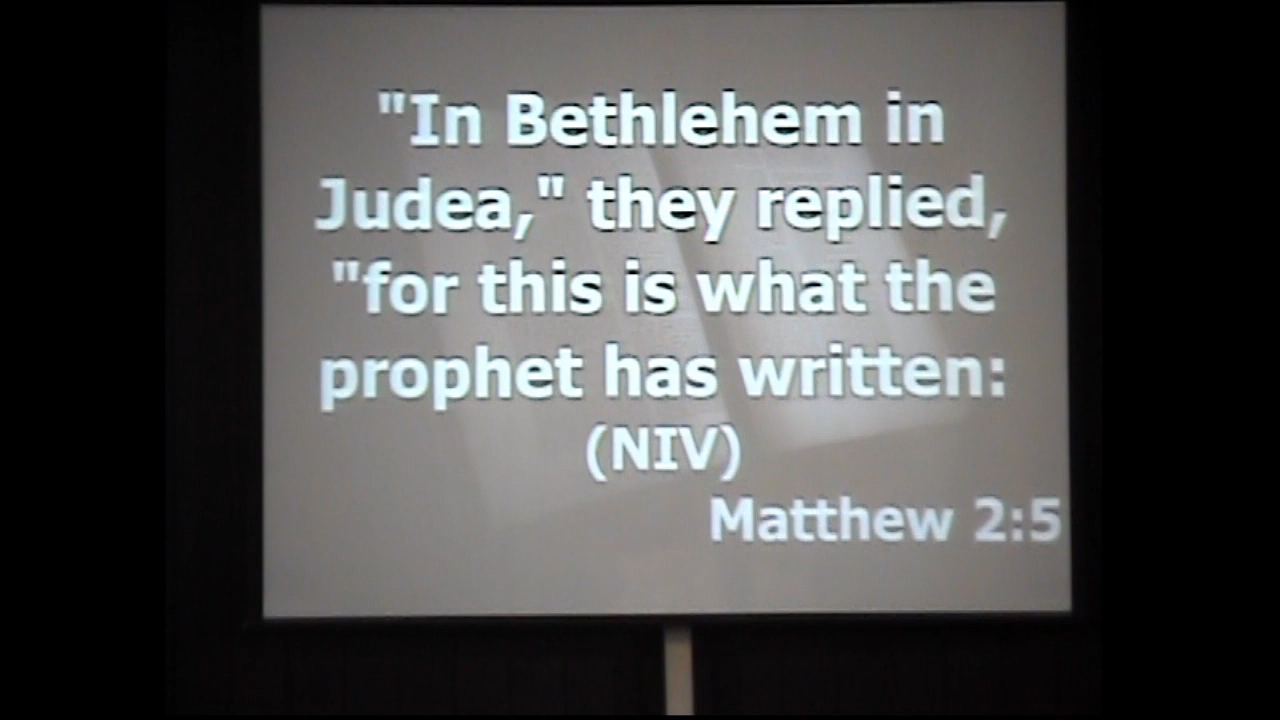 "In Bethlehem in
Judea," they replied,
"for this is what the
prophet has written:
(NIV)
Matthew 2:5